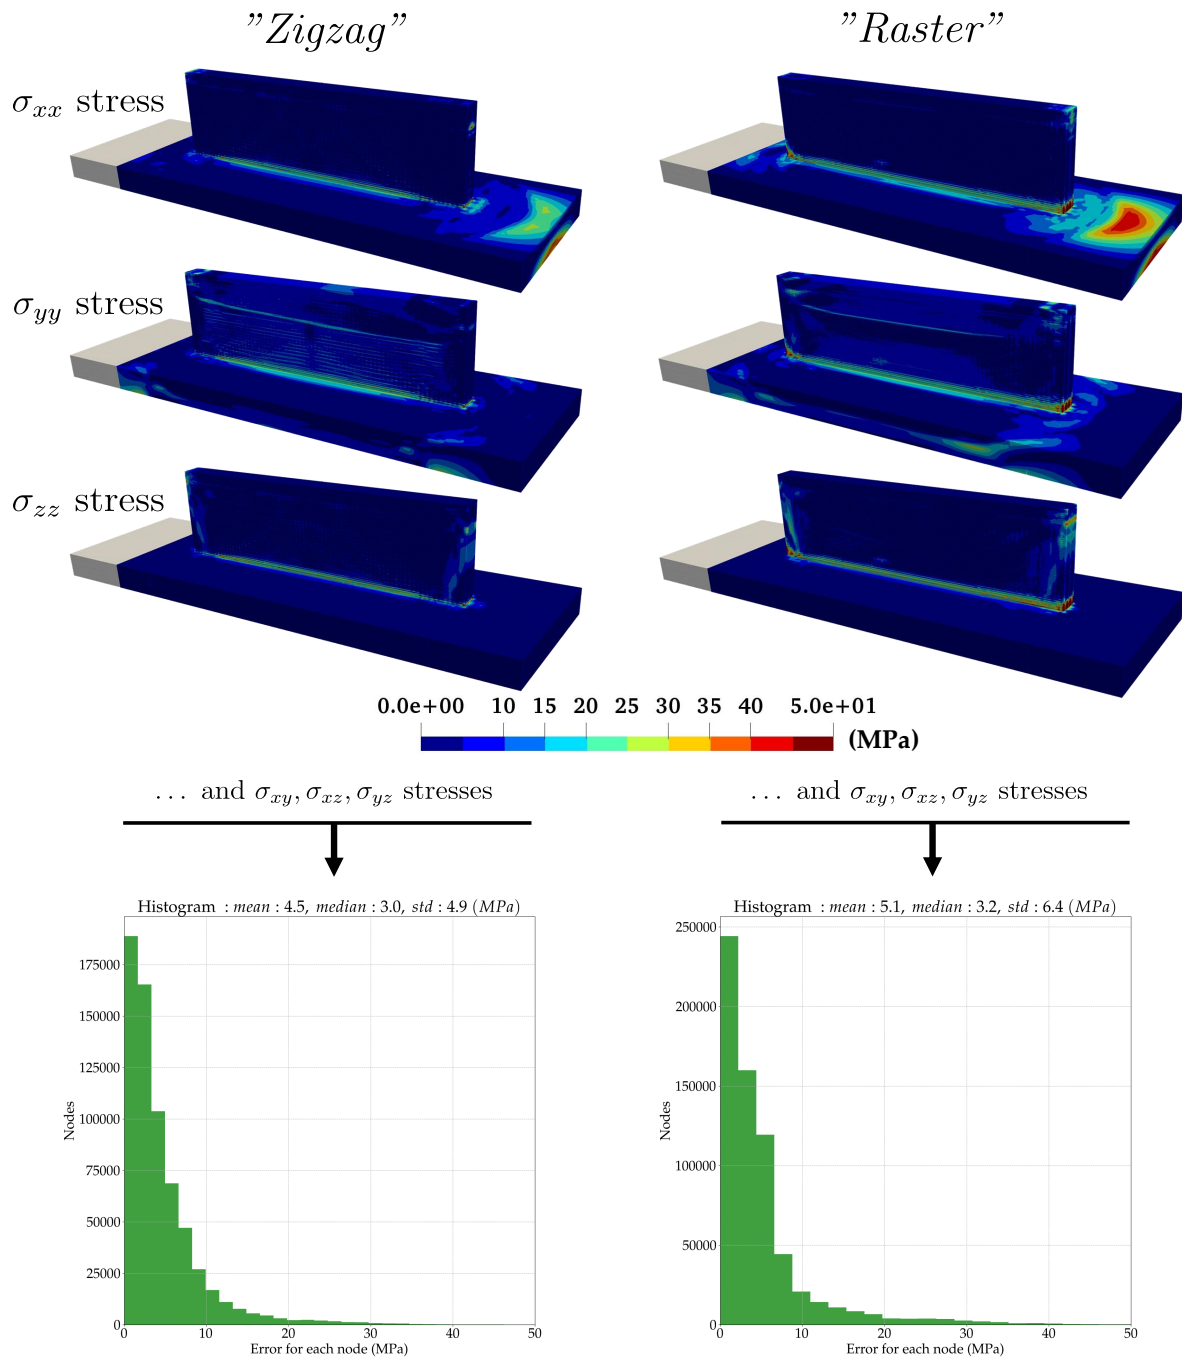 "Zigzag"
"Raster"
σxx stress
σyy stress
σzz stress
0.0e+00 10 15 20 25 30 35 40 5.0e+01
(MPa)
... and σxy, σxz, σyz stresses
... and σxy, σxz, σyz stresses
Histogram : mean : 4.5, median : 3.0, std : 4.9 (MPa)
175000
150000
125000
100000
75000
50000
25000
0
Nodes
0 10 20 30 40 50
Error for each node (MPa)
Histogram : mean : 5.1, median : 3.2, std : 6.4 (MPa)
250000
200000
150000
100000
50000
0
Nodes
0 10 20 30 40 50
Error for each node (MPa)